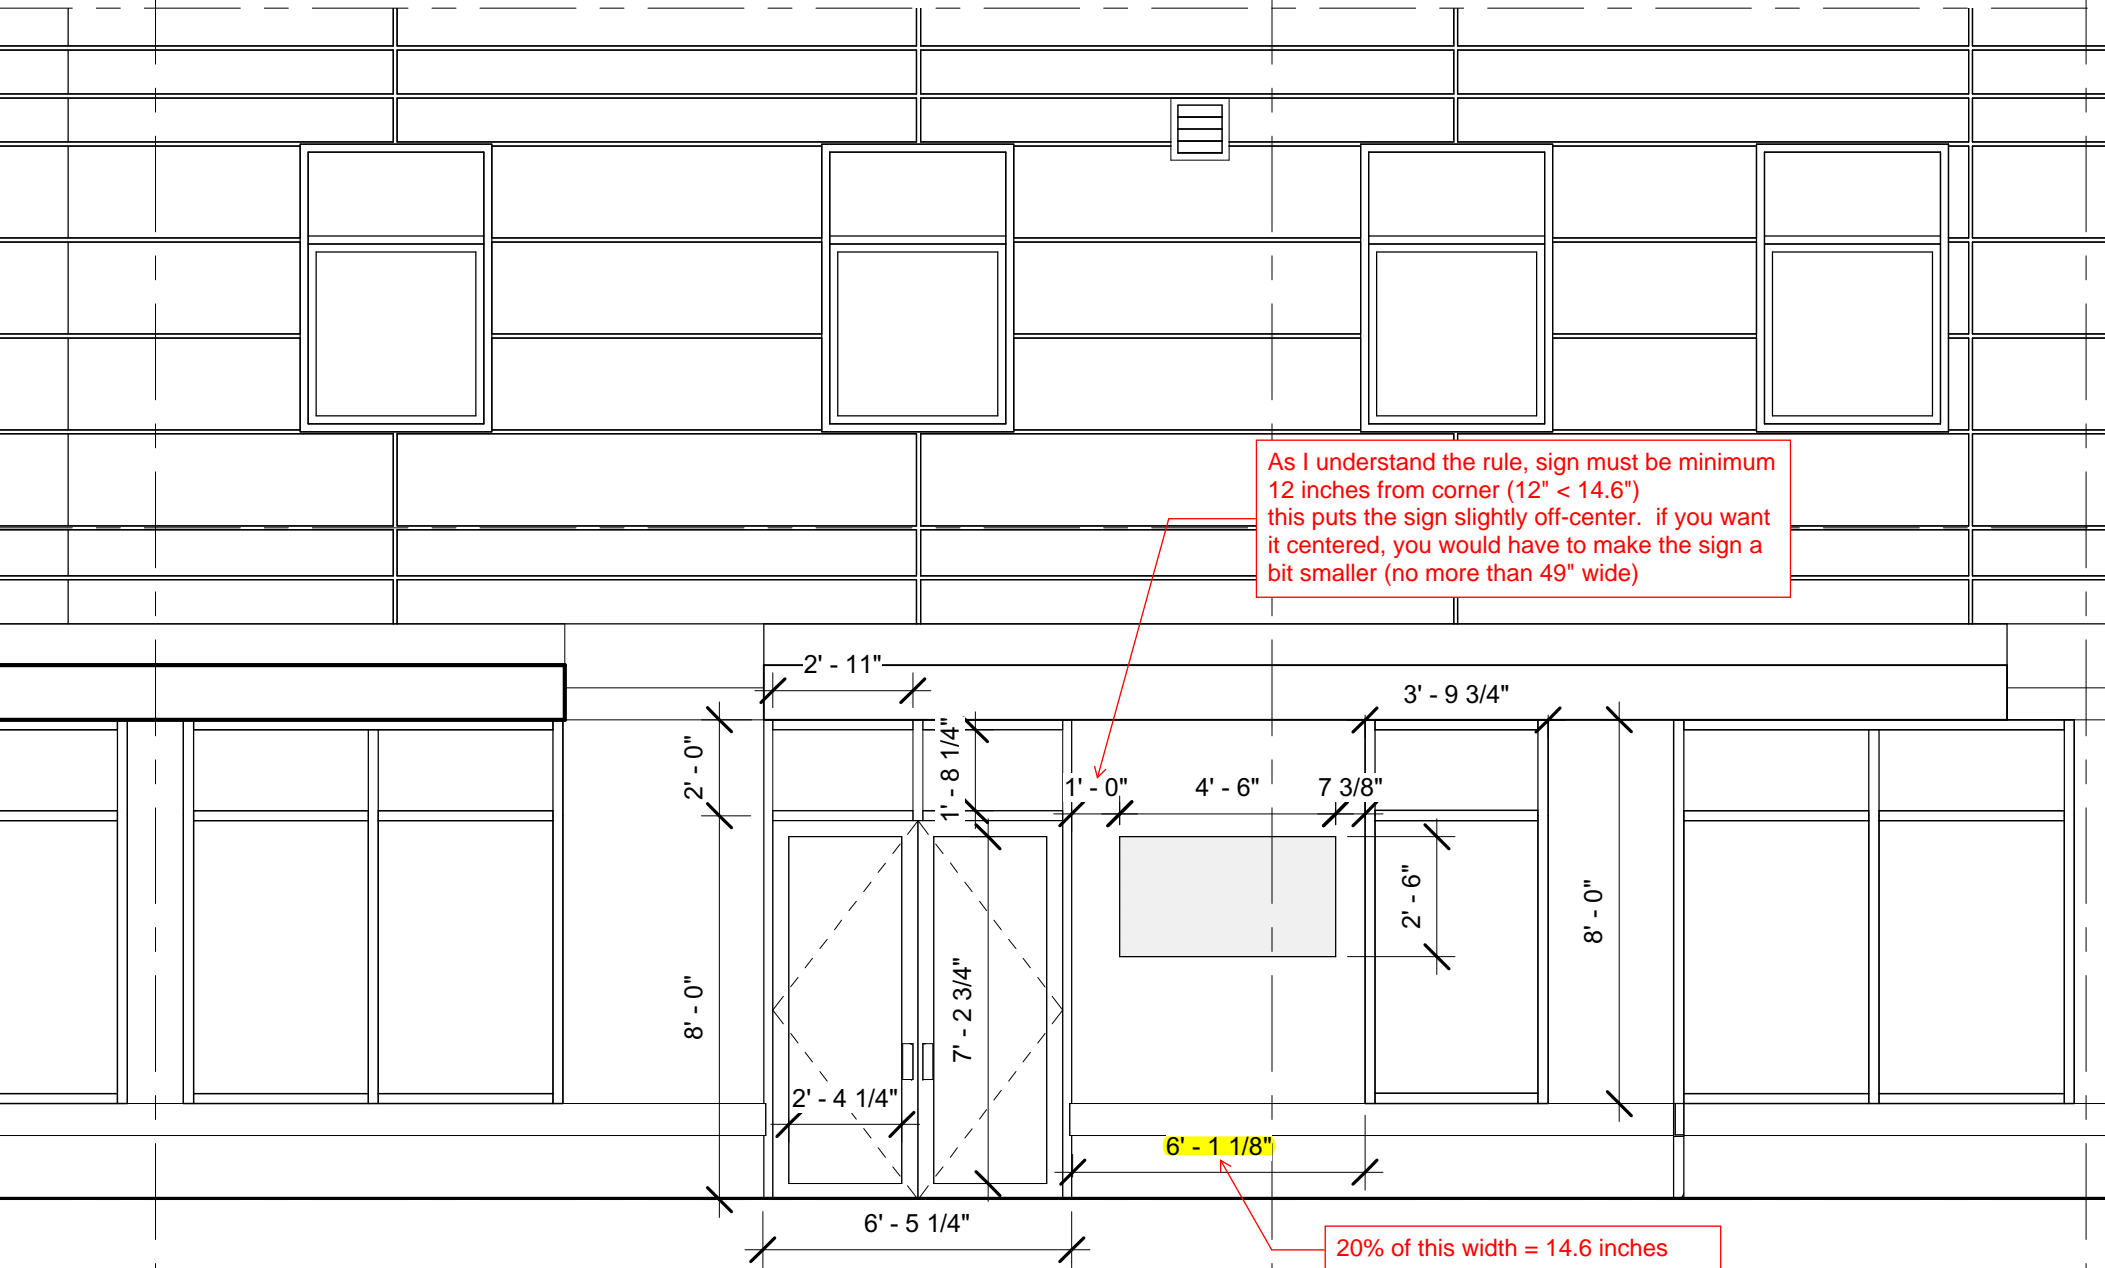 As I understand the rule, sign must be minimum
12 inches from corner (12" < 14.6")
this puts the sign slightly off-center.  if you want
it centered, you would have to make the sign a
bit smaller (no more than 49" wide)
2' - 11"
3' - 9 3/4"
2' - 0"
1' - 8 1/4"
1' - 0"
4' - 6"
7 3/8"
2' - 6"
8' - 0"
8' - 0"
7' - 2 3/4"
2' - 4 1/4"
6' - 1 1/8"
6' - 5 1/4"
20% of this width = 14.6 inches